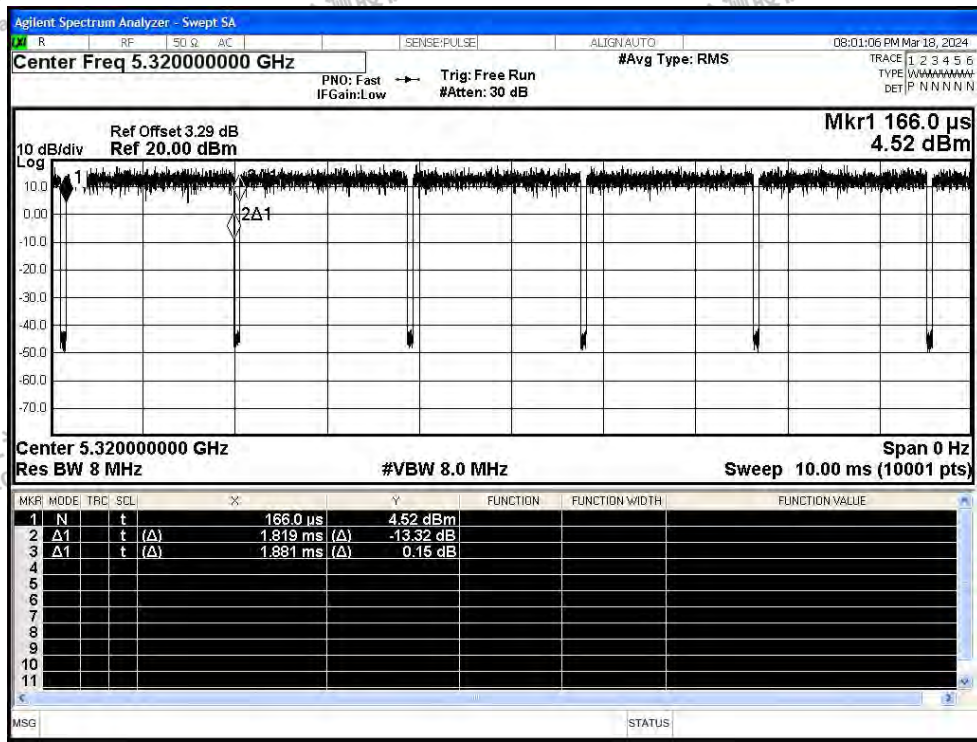 Agilent Spectrum Analyzer - Swept SA
LXI R RF 50 Ω AC SENSE:PULSE ALIGN AUTO 08:01:06 PM Mar 18, 2024
Center Freq 5.320000000 GHz #Avg Type: RMS TRACE 1 2 3 4 5 6
PNO: Fast Trig: Free Run TYPE WWWWWW
IFGain:Low #Atten: 30 dB DET P N N N N N
Mkr1 166.0 µs
Ref Offset 3.29 dB
10 dB/div Ref 20.00 dBm 4.52 dBm
Log
1
10.0
0.00
2Δ1
-10.0
-20.0
-30.0
-40.0
-50.0
-60.0
-70.0
Center 5.320000000 GHz Span 0 Hz
Res BW 8 MHz #VBW 8.0 MHz Sweep 10.00 ms (10001 pts)
MKR MODE TRC SCL X Y FUNCTION FUNCTION WIDTH FUNCTION VALUE
1 N t 166.0 µs 4.52 dBm
2 Δ1 t (Δ) 1.819 ms (Δ) -13.32 dB
3 Δ1 t (Δ) 1.881 ms (Δ) 0.15 dB
4
5
6
7
8
9
10
11
MSG STATUS